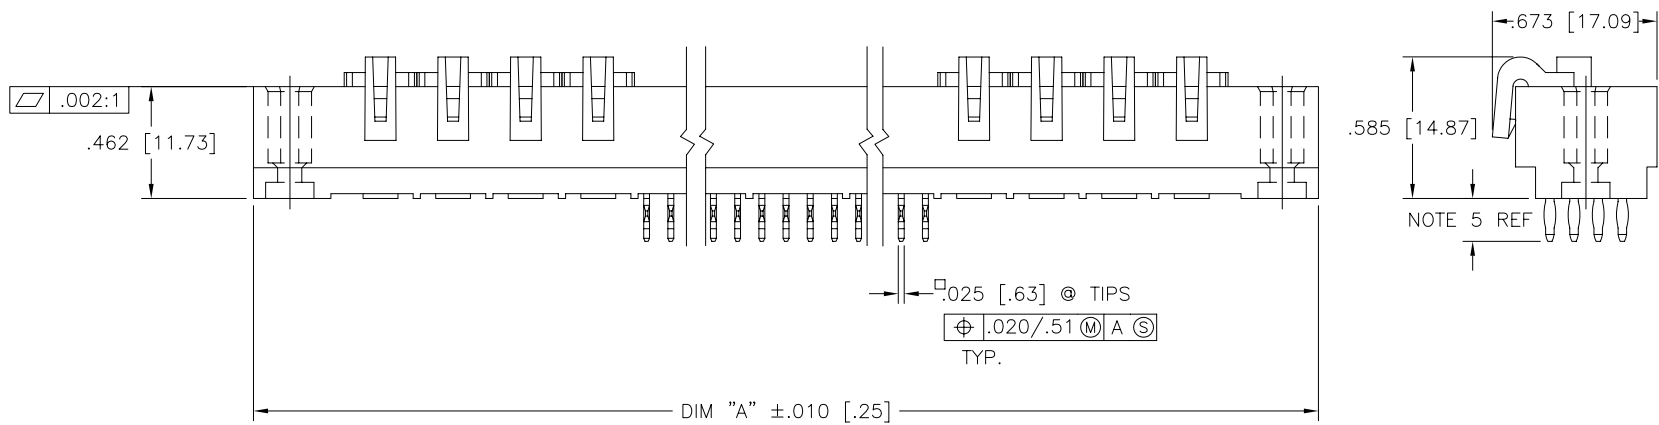 .673 [17.09]
.002:1
.462 [11.73]
.585 [14.87]
NOTE 5 REF
□.025 [.63] @ TIPS
⌖ .020/.51 Ⓜ A Ⓢ
TYP.
DIM "A" ±.010 [.25]